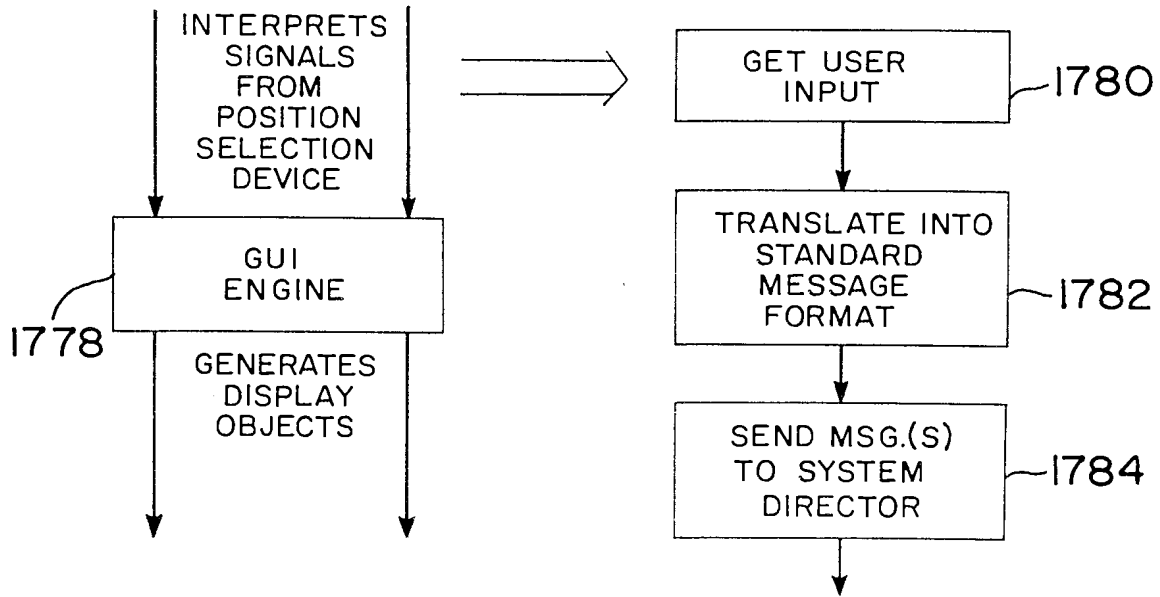 INTERPRETS
SIGNALS
FROM
POSITION
SELECTION
DEVICE
GUI
ENGINE
1778
GENERATES
DISPLAY
OBJECTS
GET USER
INPUT
1780
TRANSLATE INTO
STANDARD
MESSAGE
FORMAT
1782
SEND MSG.(S)
TO SYSTEM
DIRECTOR
1784